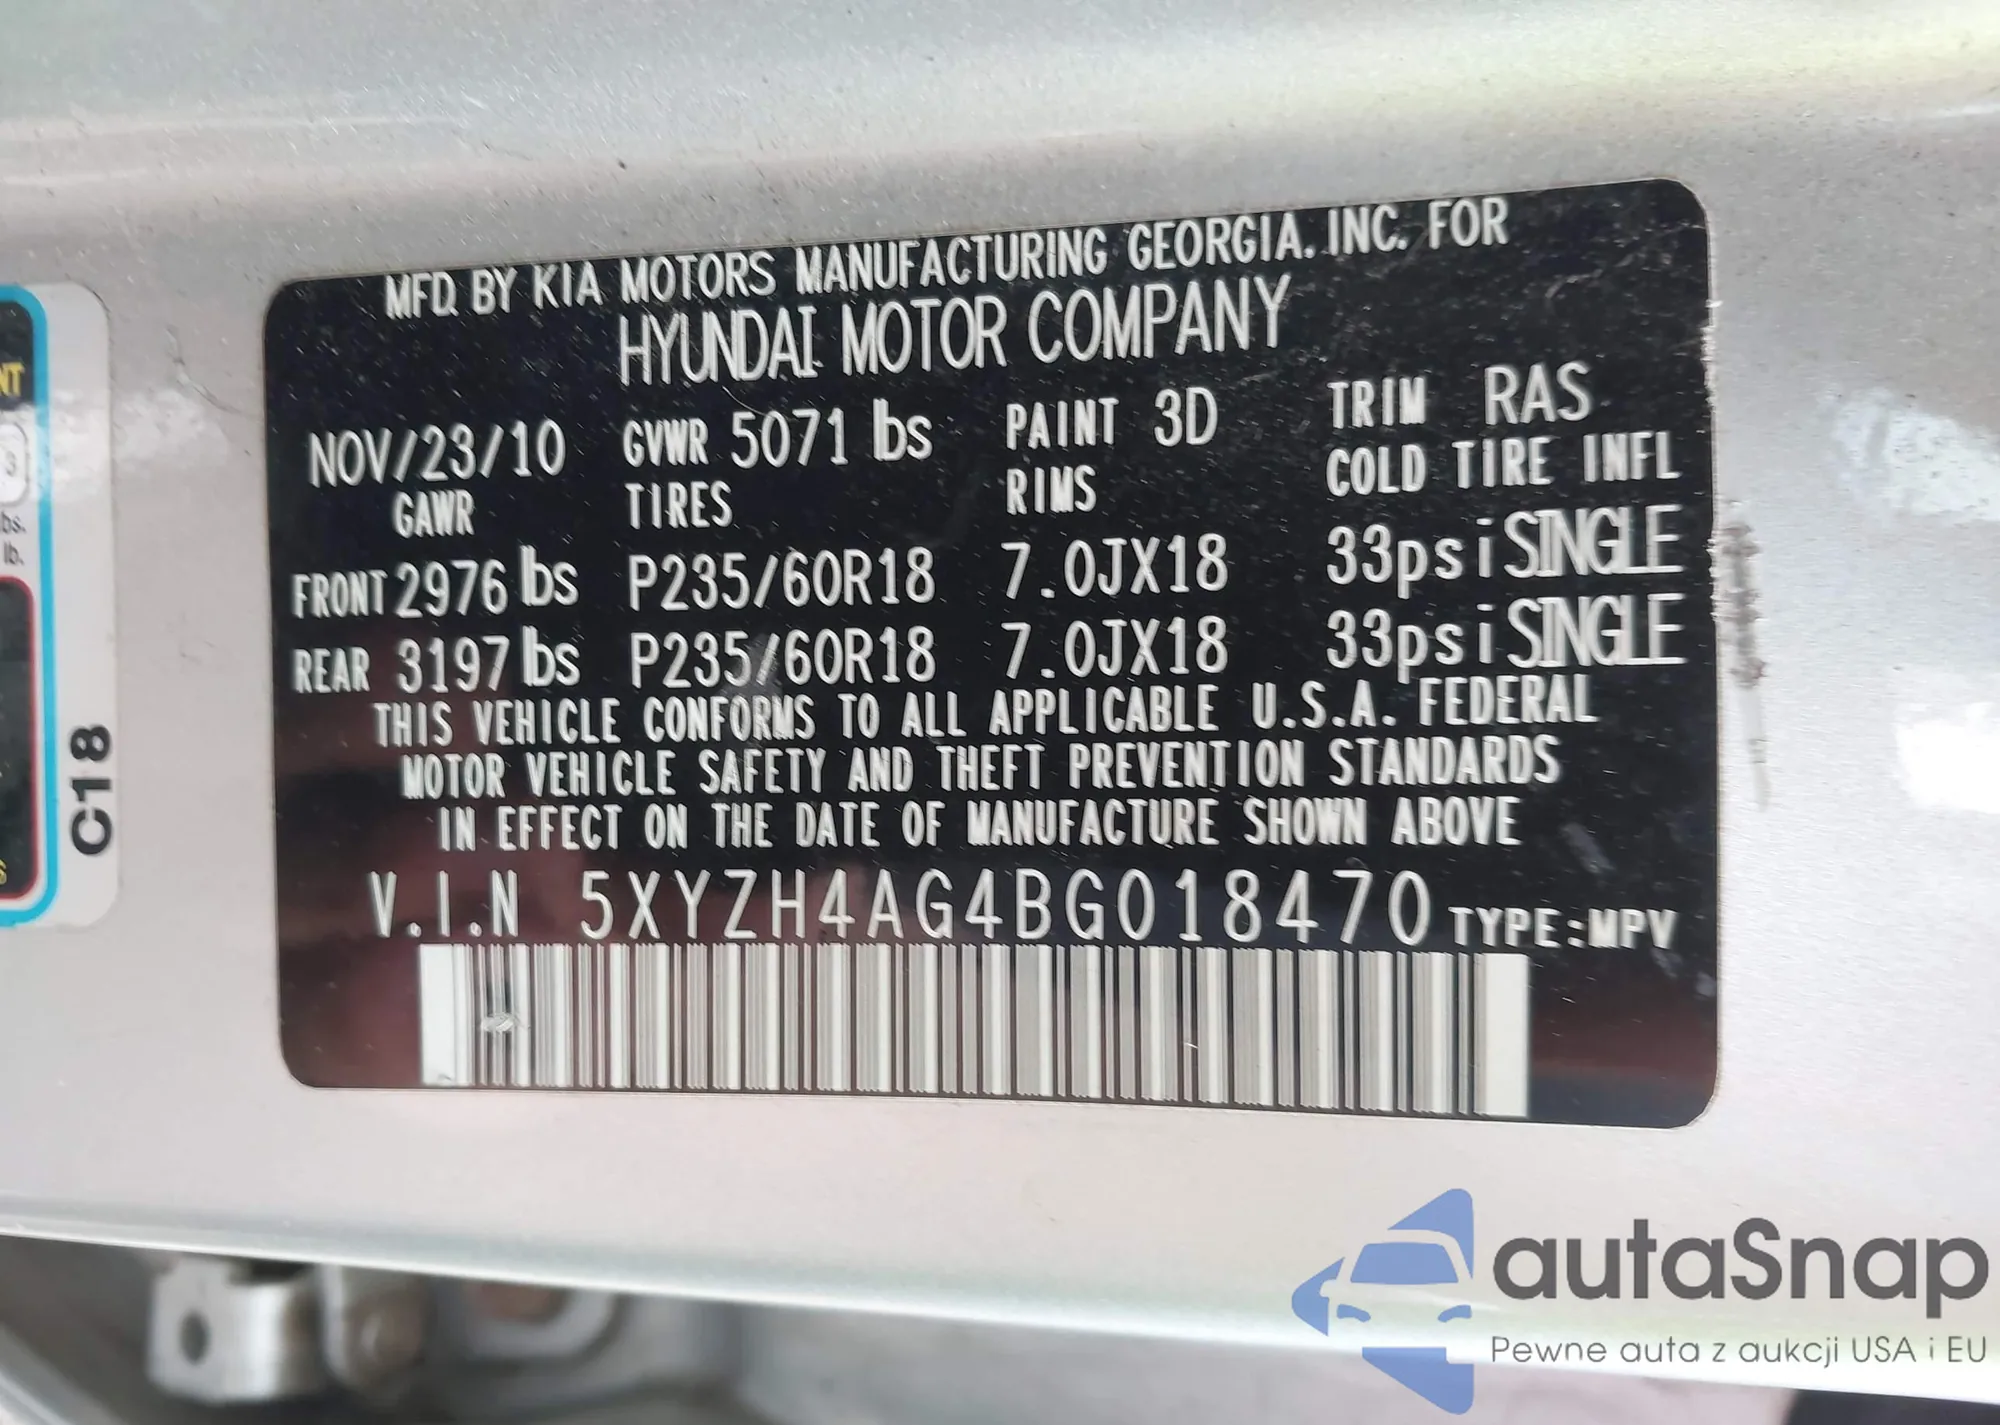 MFD. BY KIA MOTORS MANUFACTURING GEORGIA. INC. FOR
HYUNDAI MOTOR COMPANY
NOV/23/10 GVWR 5071 lbs PAINT 3D TRIM RAS
GAWR TIRES RIMS COLD TIRE INFL
FRONT 2976 lbs P235/60R18 7.0JX18 33psi SINGLE
REAR 3197 lbs P235/60R18 7.0JX18 33psi SINGLE
THIS VEHICLE CONFORMS TO ALL APPLICABLE U.S.A. FEDERAL
MOTOR VEHICLE SAFETY AND THEFT PREVENTION STANDARDS
IN EFFECT ON THE DATE OF MANUFACTURE SHOWN ABOVE
V.I.N 5XYZH4AG4BG018470 TYPE:MPV
NT
3
bs.
lb.
C18
S
autaSnap
Pewne auta z aukcji USA i EU